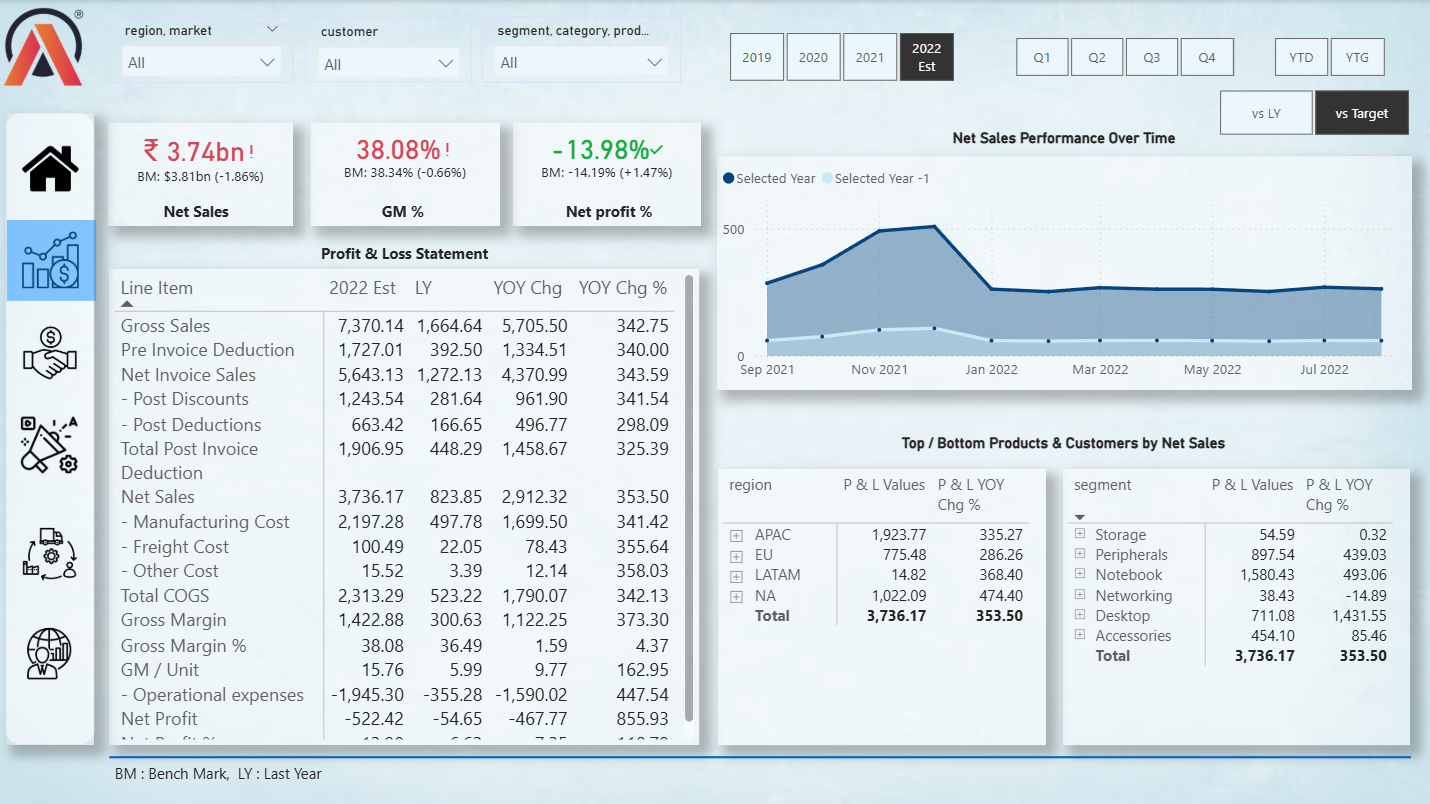 ®
region, market
All
customer
All
segment, category, prod...
All
2019
2020
2021
2022
Est
Q1
Q2
Q3
Q4
YTD
YTG
vs LY
vs Target
₹ 3.74bn !
BM: $3.81bn (-1.86%)
Net Sales
38.08% !
BM: 38.34% (-0.66%)
GM %
-13.98%
BM: -14.19% (+1.47%)
Net profit %
Net Sales Performance Over Time
Selected Year Selected Year -1
500
0
Sep 2021 Nov 2021 Jan 2022 Mar 2022 May 2022 Jul 2022
Profit & Loss Statement
Line Item 2022 Est LY YOY Chg YOY Chg %
Gross Sales 7,370.14 1,664.64 5,705.50 342.75
Pre Invoice Deduction 1,727.01 392.50 1,334.51 340.00
Net Invoice Sales 5,643.13 1,272.13 4,370.99 343.59
- Post Discounts 1,243.54 281.64 961.90 341.54
- Post Deductions 663.42 166.65 496.77 298.09
Total Post Invoice 1,906.95 448.29 1,458.67 325.39
Deduction
Net Sales 3,736.17 823.85 2,912.32 353.50
- Manufacturing Cost 2,197.28 497.78 1,699.50 341.42
- Freight Cost 100.49 22.05 78.43 355.64
- Other Cost 15.52 3.39 12.14 358.03
Total COGS 2,313.29 523.22 1,790.07 342.13
Gross Margin 1,422.88 300.63 1,122.25 373.30
Gross Margin % 38.08 36.49 1.59 4.37
GM / Unit 15.76 5.99 9.77 162.95
- Operational expenses -1,945.30 -355.28 -1,590.02 447.54
Net Profit -522.42 -54.65 -467.77 855.93
Top / Bottom Products & Customers by Net Sales
region P & L Values P & L YOY
Chg %
APAC 1,923.77 335.27
EU 775.48 286.26
LATAM 14.82 368.40
NA 1,022.09 474.40
Total 3,736.17 353.50
segment P & L Values P & L YOY
Chg %
Storage 54.59 0.32
Peripherals 897.54 439.03
Notebook 1,580.43 493.06
Networking 38.43 -14.89
Desktop 711.08 1,431.55
Accessories 454.10 85.46
Total 3,736.17 353.50
BM : Bench Mark, LY : Last Year